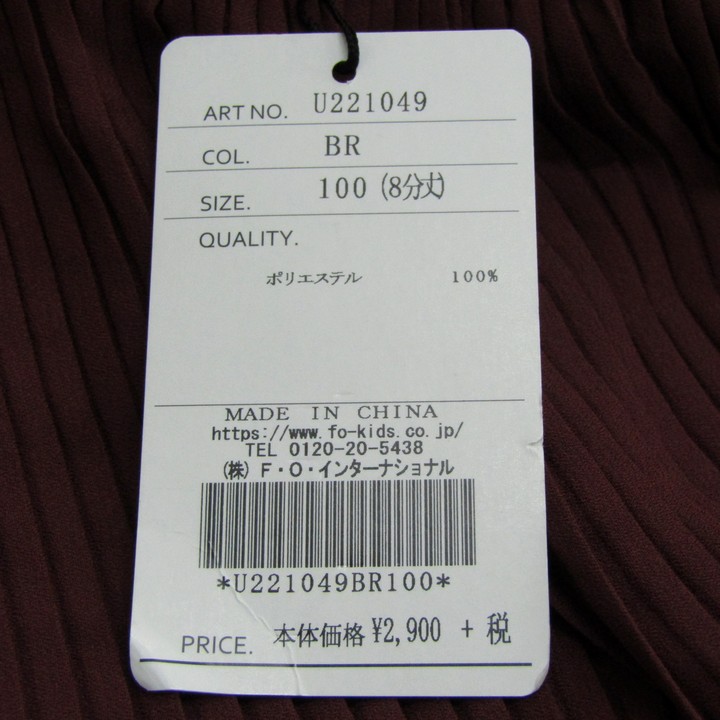 ART NO. U221049
COL. BR
SIZE. 100 (8分丈)
QUALITY.
ポリエステル 100%
MADE IN CHINA
https://www.fo-kids.co.jp/
TEL 0120-20-5438
(株) F・O・インターナショナル
*U221049BR100*
PRICE. 本体価格 ¥2,900 + 税